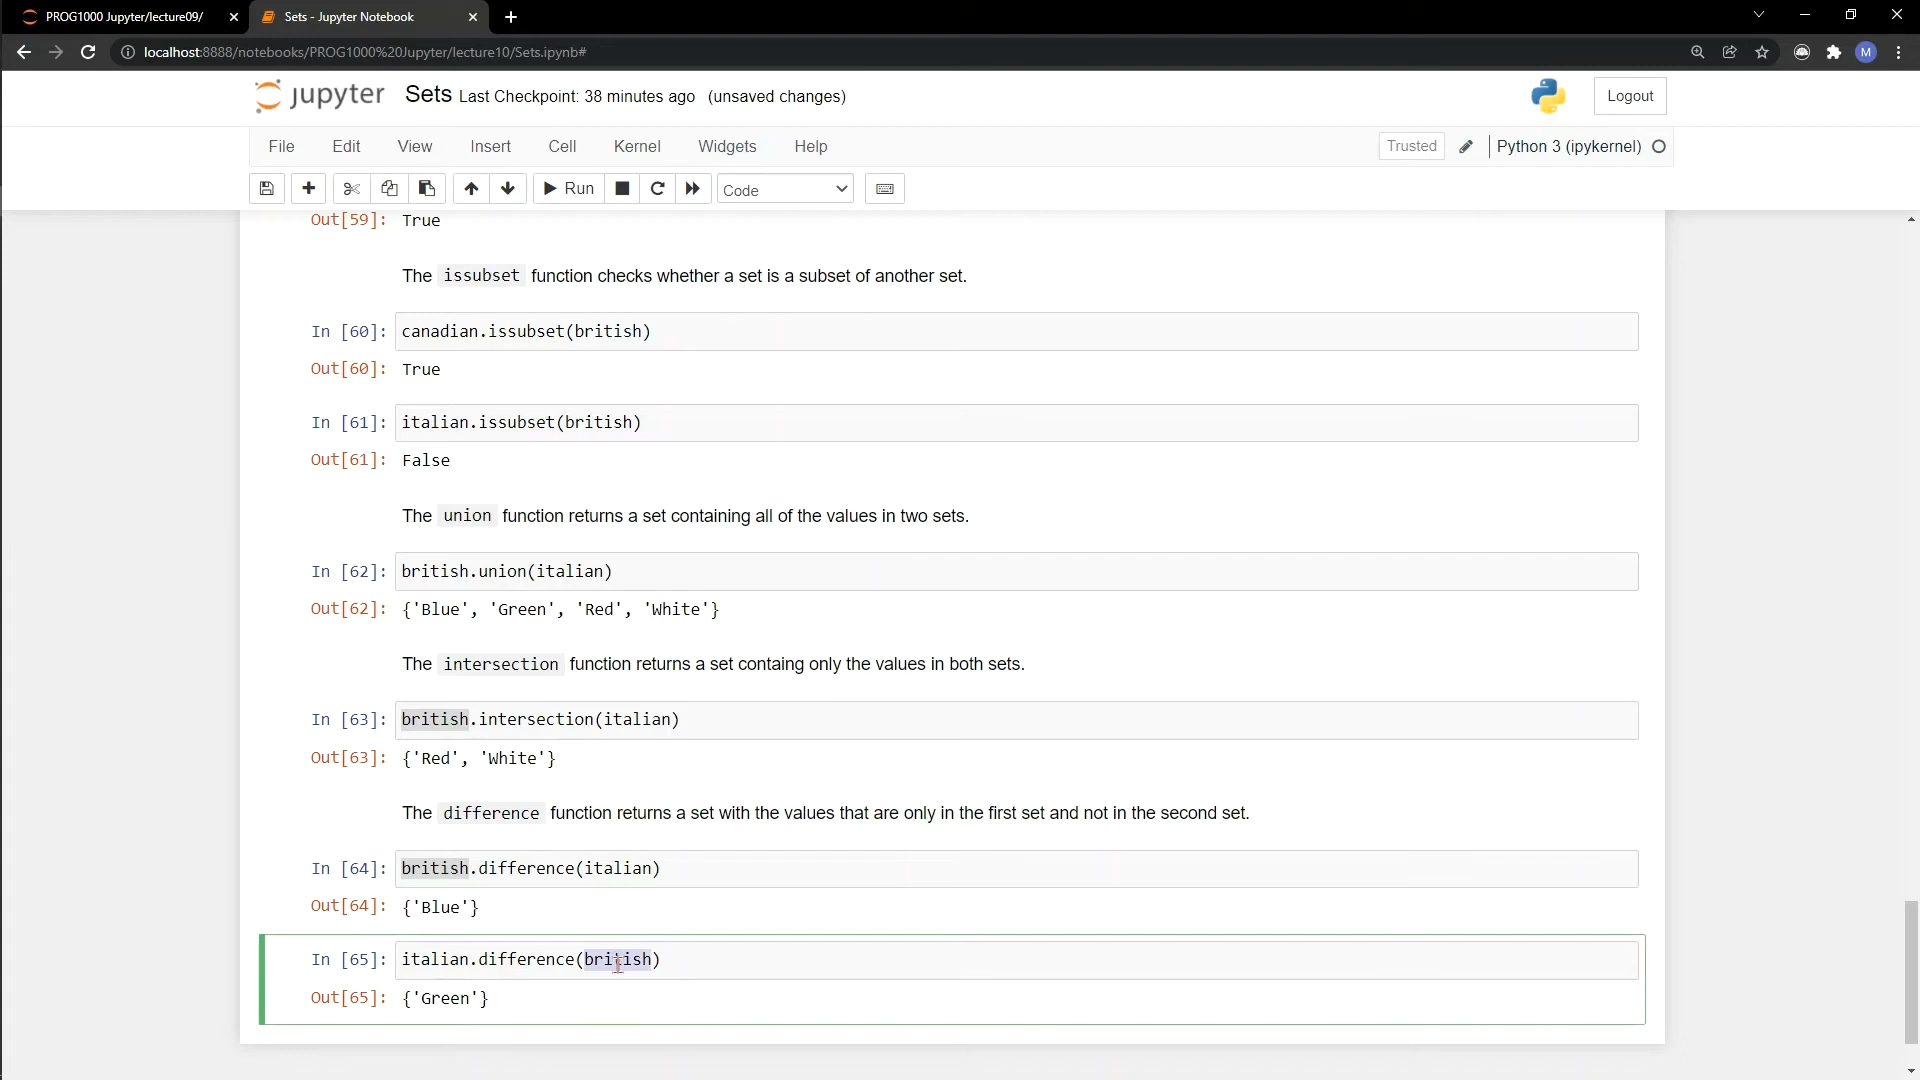 PROG1000 Jupyter/lecture09/
Sets - Jupyter Notebook
localhost:8888/notebooks/PROG1000%20Jupyter/lecture10/Sets.ipynb#
M
jupyter Sets Last Checkpoint: 38 minutes ago (unsaved changes)
Logout
File Edit View Insert Cell Kernel Widgets Help
Trusted
Python 3 (ipykernel)
Run
Code
Out[59]: True
The issubset function checks whether a set is a subset of another set.
In [60]: canadian.issubset(british)
Out[60]: True
In [61]: italian.issubset(british)
Out[61]: False
The union function returns a set containing all of the values in two sets.
In [62]: british.union(italian)
Out[62]: {'Blue', 'Green', 'Red', 'White'}
The intersection function returns a set containg only the values in both sets.
In [63]: british.intersection(italian)
Out[63]: {'Red', 'White'}
The difference function returns a set with the values that are only in the first set and not in the second set.
In [64]: british.difference(italian)
Out[64]: {'Blue'}
In [65]: italian.difference(british)
Out[65]: {'Green'}